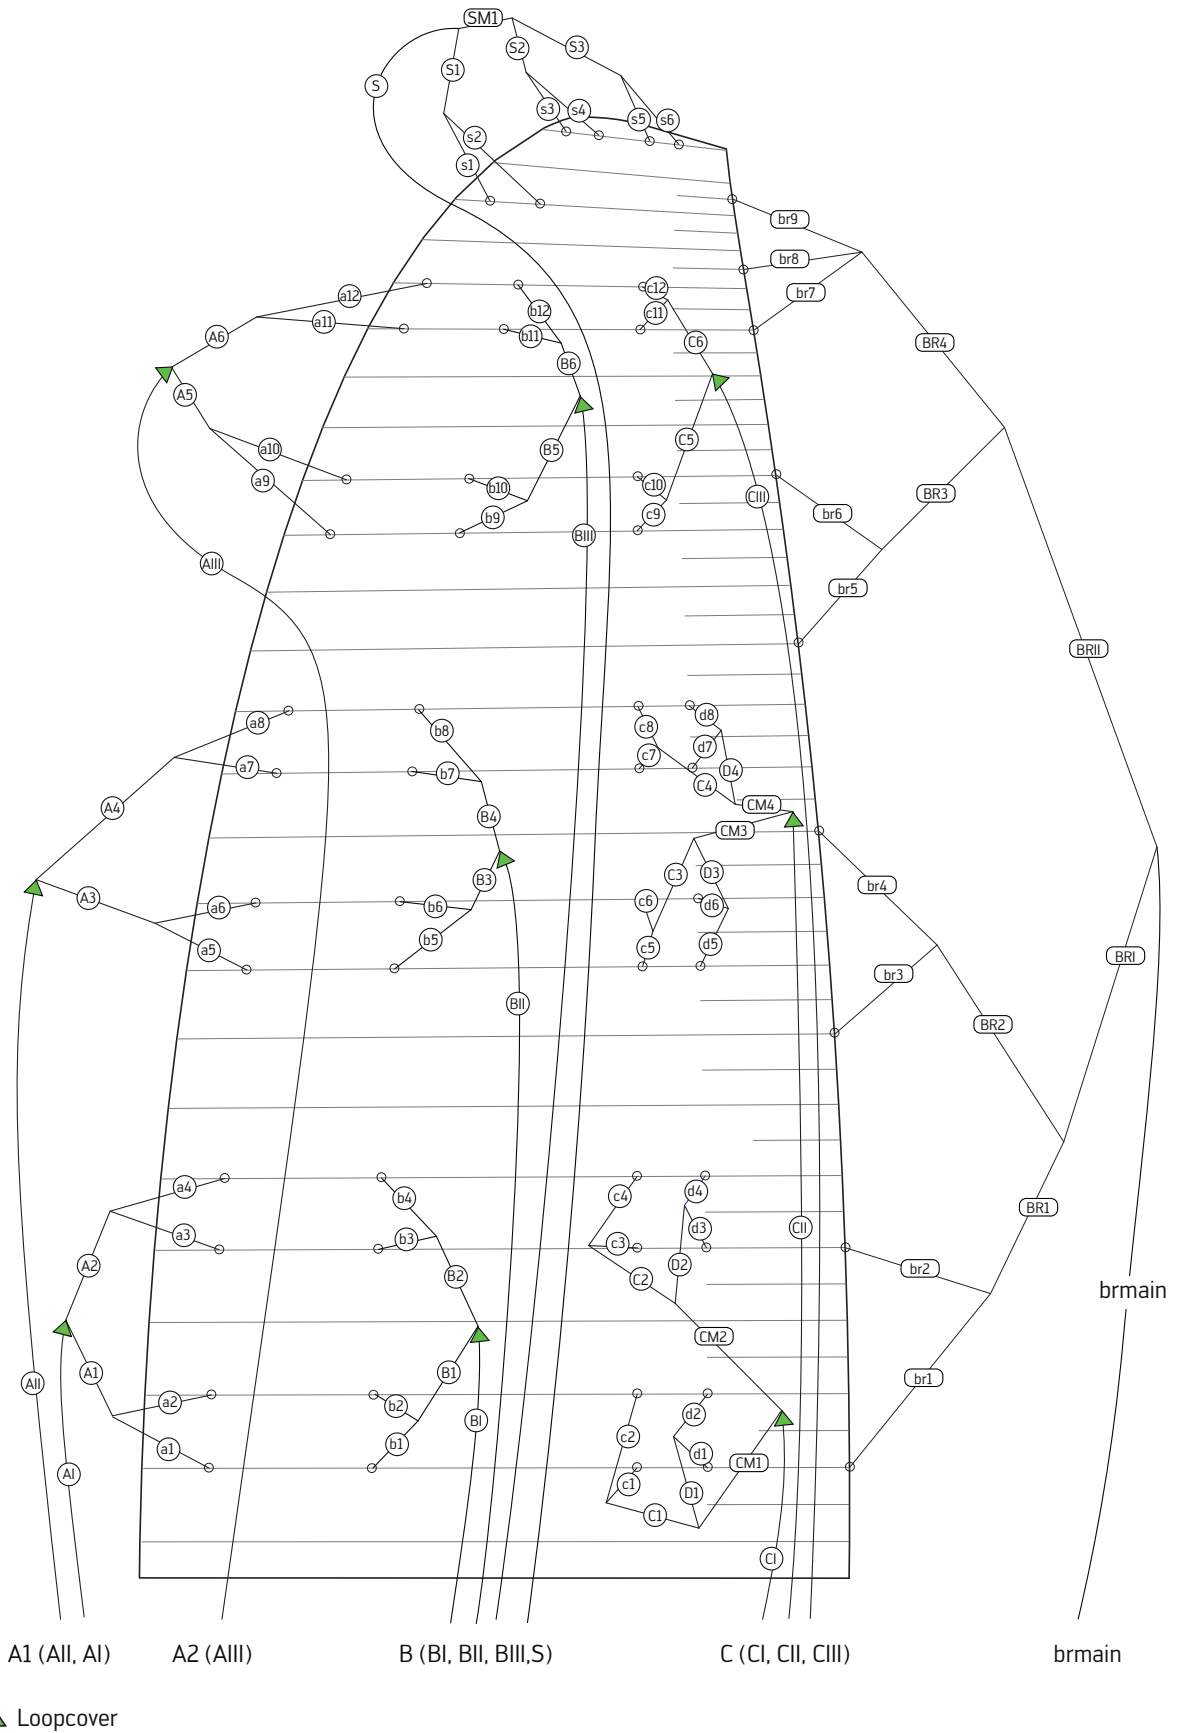 SM1
S2
S3
S1
S
s3
s4
s5
s6
s2
s1
br9
br8
br7
a12
a11
A6
b12
b11
B6
c12
c11
C6
BR4
A5
a10
a9
B5
b10
b9
C5
c10
c9
CIII
BR3
br6
br5
AIII
BIII
BRII
a8
a7
A4
b8
b7
B4
c8
c7
C4
d8
d7
D4
CM4
CM3
A3
a6
a5
B3
b6
b5
C3
c6
c5
D3
d6
d5
br4
br3
BRI
BII
BR2
a4
a3
A2
b4
b3
B2
c4
c3
C2
d4
d3
D2
CII
BR1
br2
brmain
CM2
AII
A1
a2
a1
AI
B1
b2
b1
BI
c2
c1
C1
d2
d1
D1
CM1
br1
CI
A1 (AII, AI) A2 (AIII) B (BI, BII, BIII,S) C (CI, CII, CIII) brmain
Loopcover